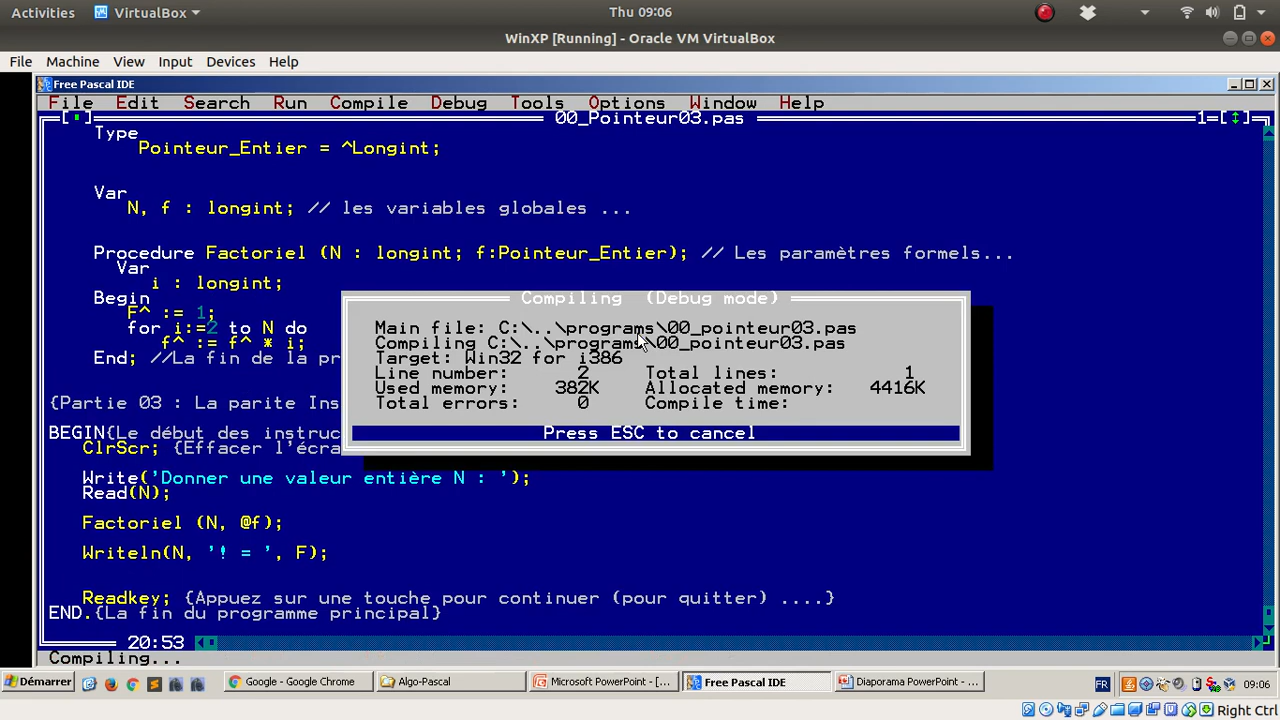 Activities VirtualBox Thu 09:06
WinXP [Running] - Oracle VM VirtualBox
File Machine View Input Devices Help
Free Pascal IDE
File Edit Search Run Compile Debug Tools Options Window Help
00_Pointeur03.pas 1
Type
Pointeur_Entier = ^Longint;
Var
N, f : longint; // les variables globales ...
Procedure Factoriel (N : longint; f:Pointeur_Entier); // Les paramètres formels...
Var
i : longint;
Begin
F^ := 1;
for i:=2 to N do
f^ := f^ * i;
End; //La fin de la pr
{Partie 03 : La parite Ins
BEGIN{Le début des instruc
ClrScr; {Effacer l'écra
Write('Donner une valeur entière N : ');
Read(N);
Factoriel (N, @f);
Writeln(N, '! = ', F);
Readkey; {Appuez sur une touche pour continuer (pour quitter) ....}
END.{La fin du programme principal}
20:53
Compiling (Debug mode)
Main file: C:\..\programs\00_pointeur03.pas
Compiling C:\..\programs\00_pointeur03.pas
Target: Win32 for i386
Line number: 2 Total lines: 1
Used memory: 382K Allocated memory: 4416K
Total errors: 0 Compile time:
Press ESC to cancel
Compiling...
Démarrer Google - Google Chrome Algo-Pascal Microsoft PowerPoint - [... Free Pascal IDE Diaporama PowerPoint - ... FR 09:06
Right Ctrl